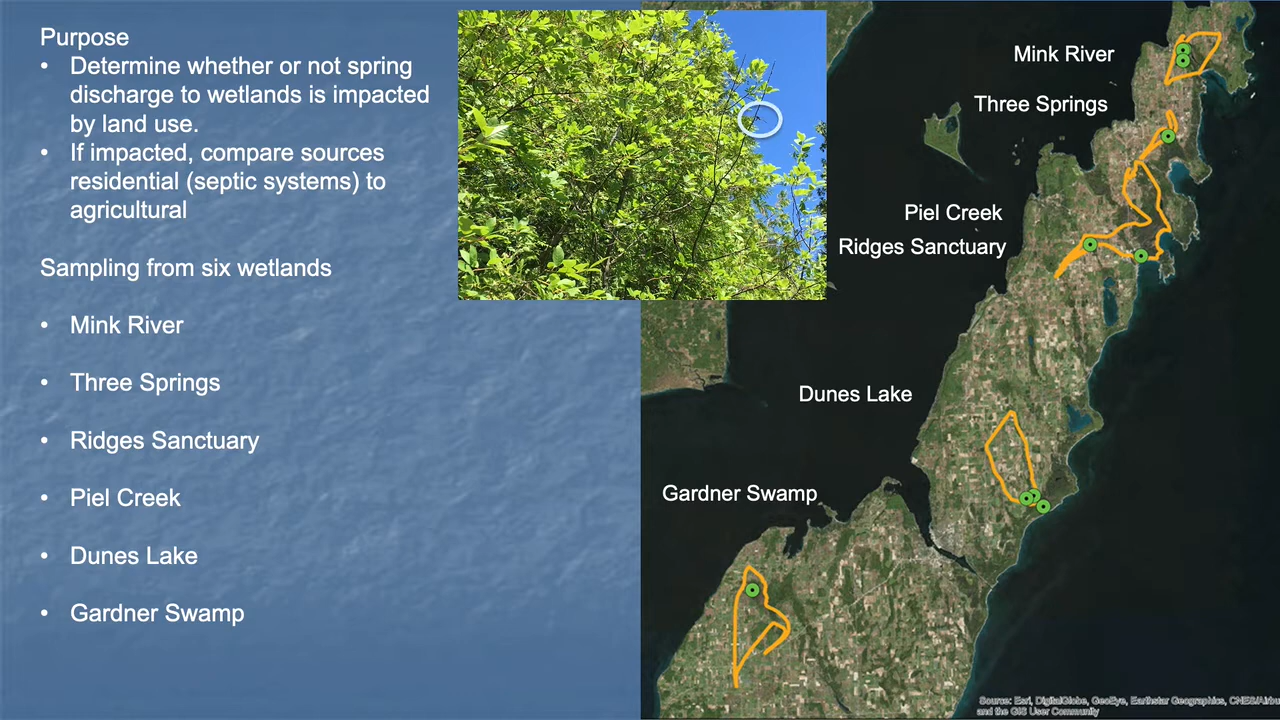 Purpose
• Determine whether or not spring
discharge to wetlands is impacted
by land use.
• If impacted, compare sources
residential (septic systems) to
agricultural
Sampling from six wetlands
• Mink River
• Three Springs
• Ridges Sanctuary
• Piel Creek
• Dunes Lake
• Gardner Swamp
Mink River
Three Springs
Piel Creek
Ridges Sanctuary
Dunes Lake
Gardner Swamp
Source: Esri, DigitalGlobe, GeoEye, Earthstar Geographics, CNES/Airbu
and the GIS User Community